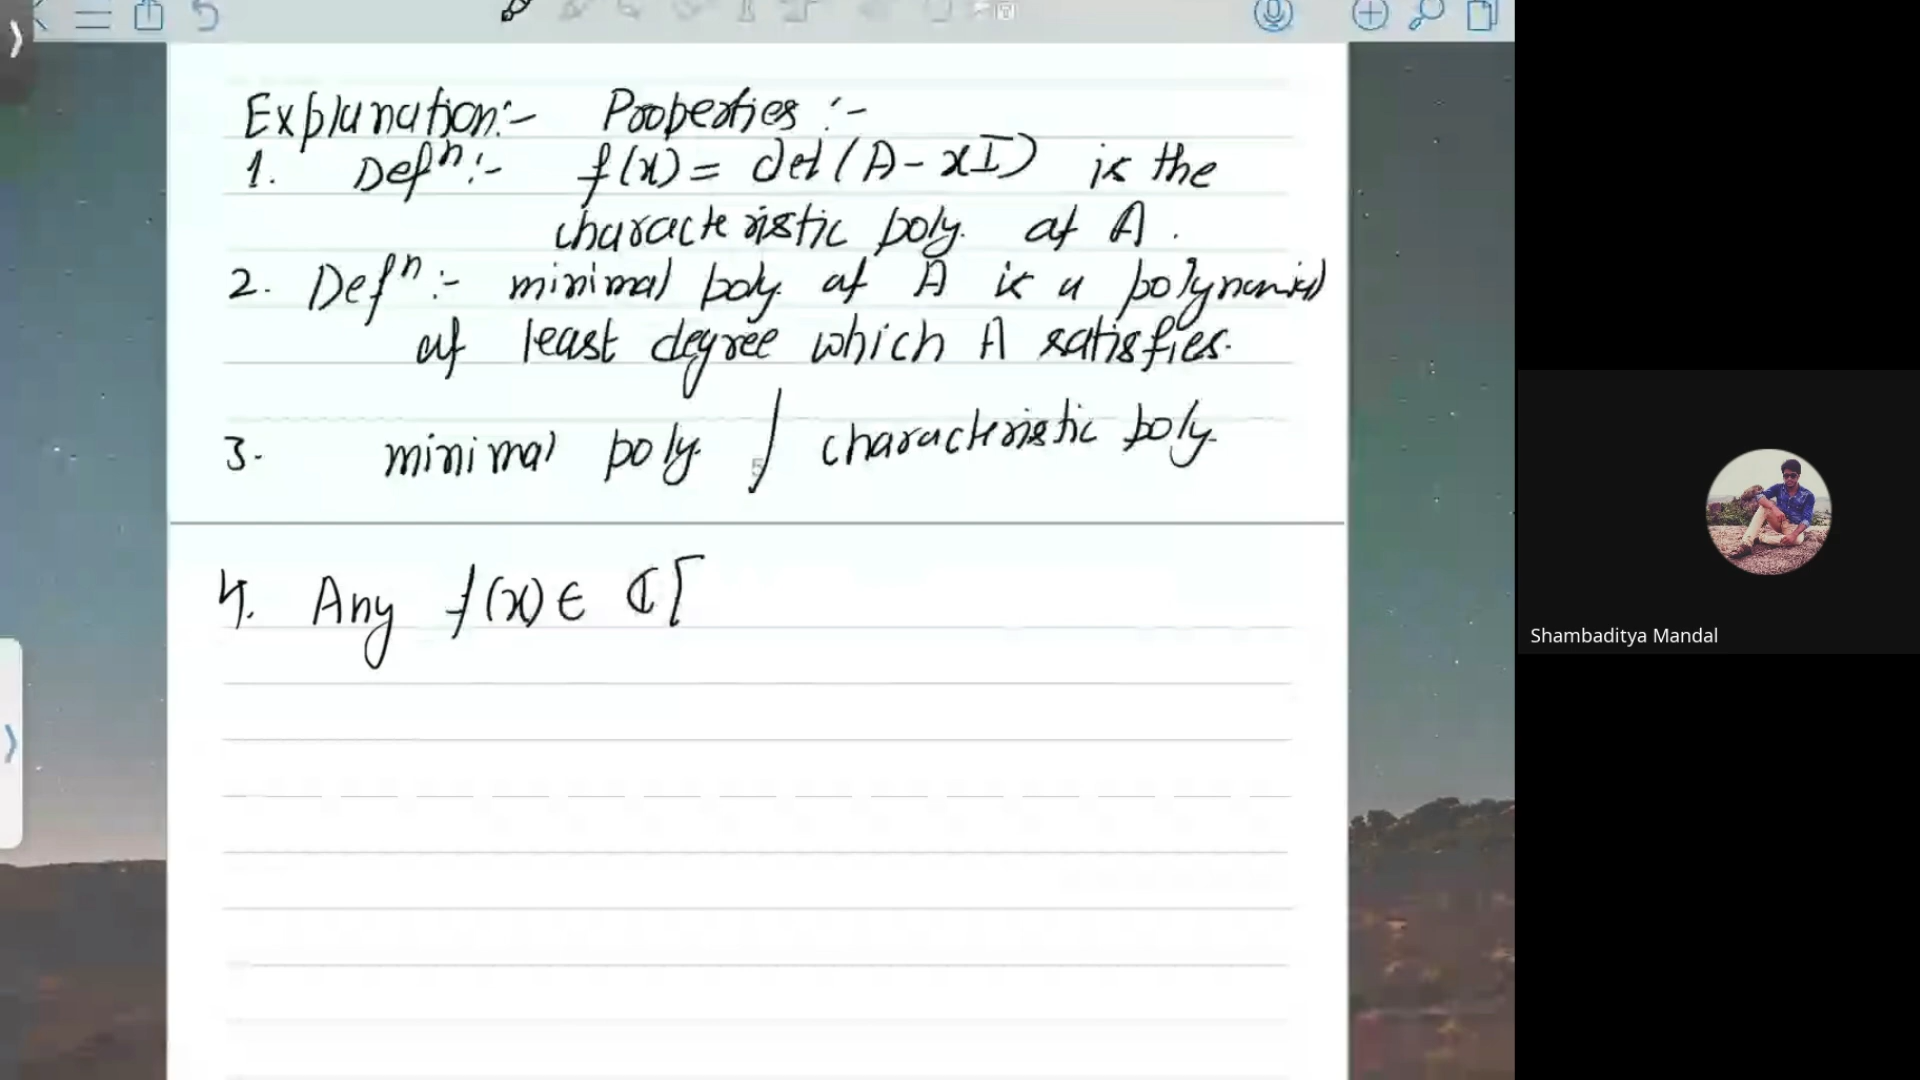 Explanation:- Properties :-
1. Defn:- f(x) = det(A - xI) is the
characteristic poly. of A.
2. Defn:- minimal poly. of A is a polynomial
of least degree which A satisfies.
3. minimal poly. | characteristic poly.
5
4. Any f(x) ∈ ℂ[
Shambaditya Mandal